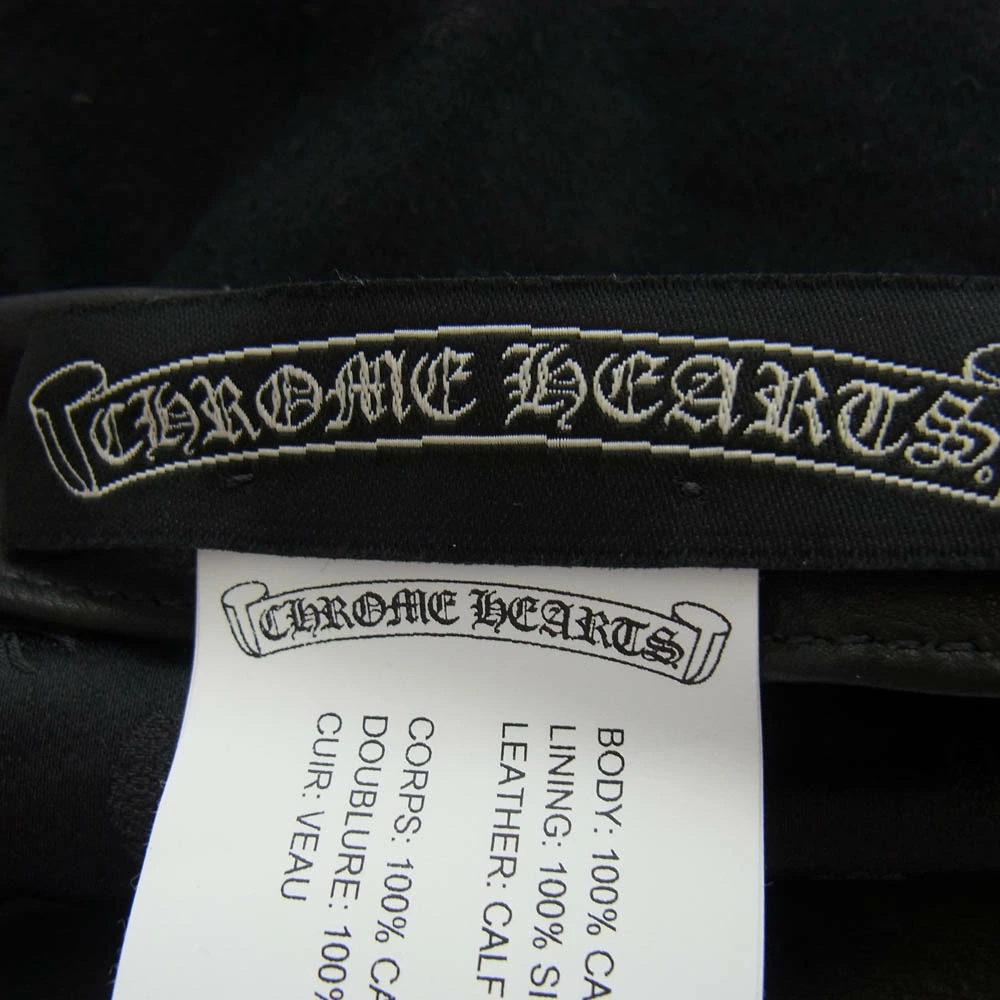 CHROME HEARTS
CHROME HEARTS
BODY: 100% CA
LINING: 100% SI
LEATHER: CALF
CORPS: 100% CA
DOUBLURE: 100%
CUIR: VEAU